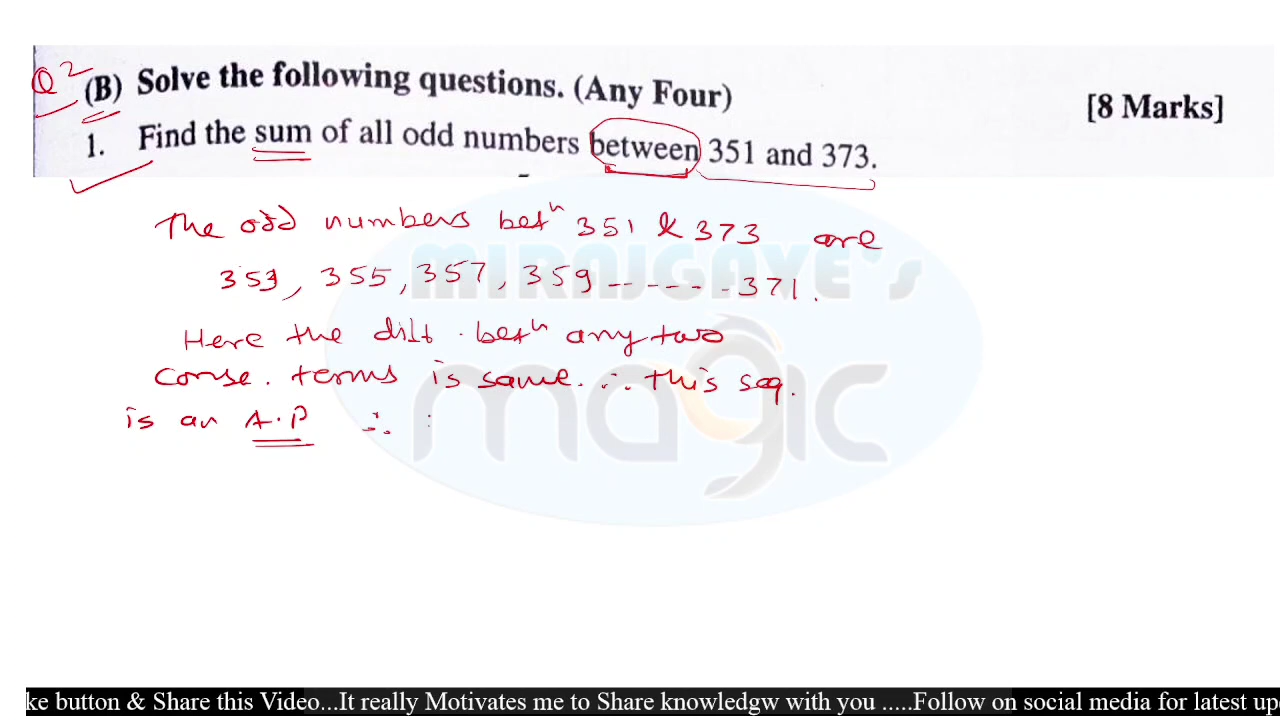 Q2
(B) Solve the following questions. (Any Four) [8 Marks]
1. Find the sum of all odd numbers between 351 and 373.
The odd numbers betn 351 & 373 are
353, 355, 357, 359 ------ 371.
MIRAJGAVE's
Here the diff. betn any two
conse. terms is same. ∴ this seq.
magic
is an A.P ∴
ke button & Share this Video...It really Motivates me to Share knowledgw with you .....Follow on social media for latest up